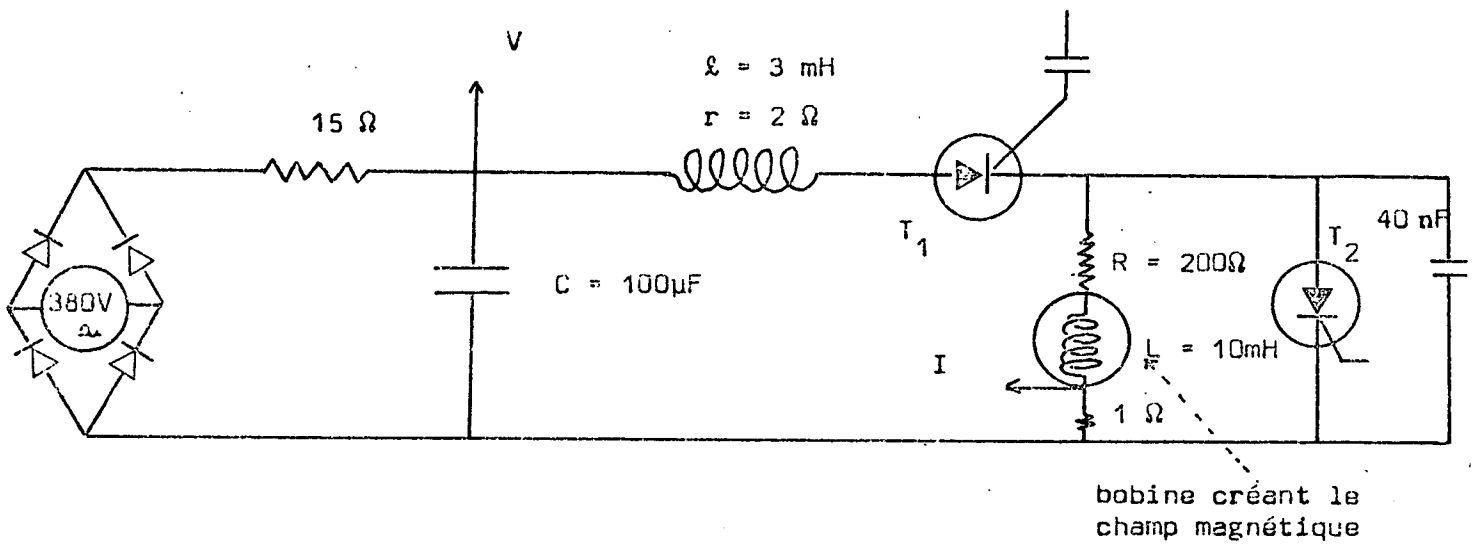 V
ℓ = 3 mH
r = 2 Ω
15 Ω
T1
40 nF
T2
C = 100µF
R = 200Ω
380V
I
L = 10mH
1 Ω
bobine créant le
champ magnétique